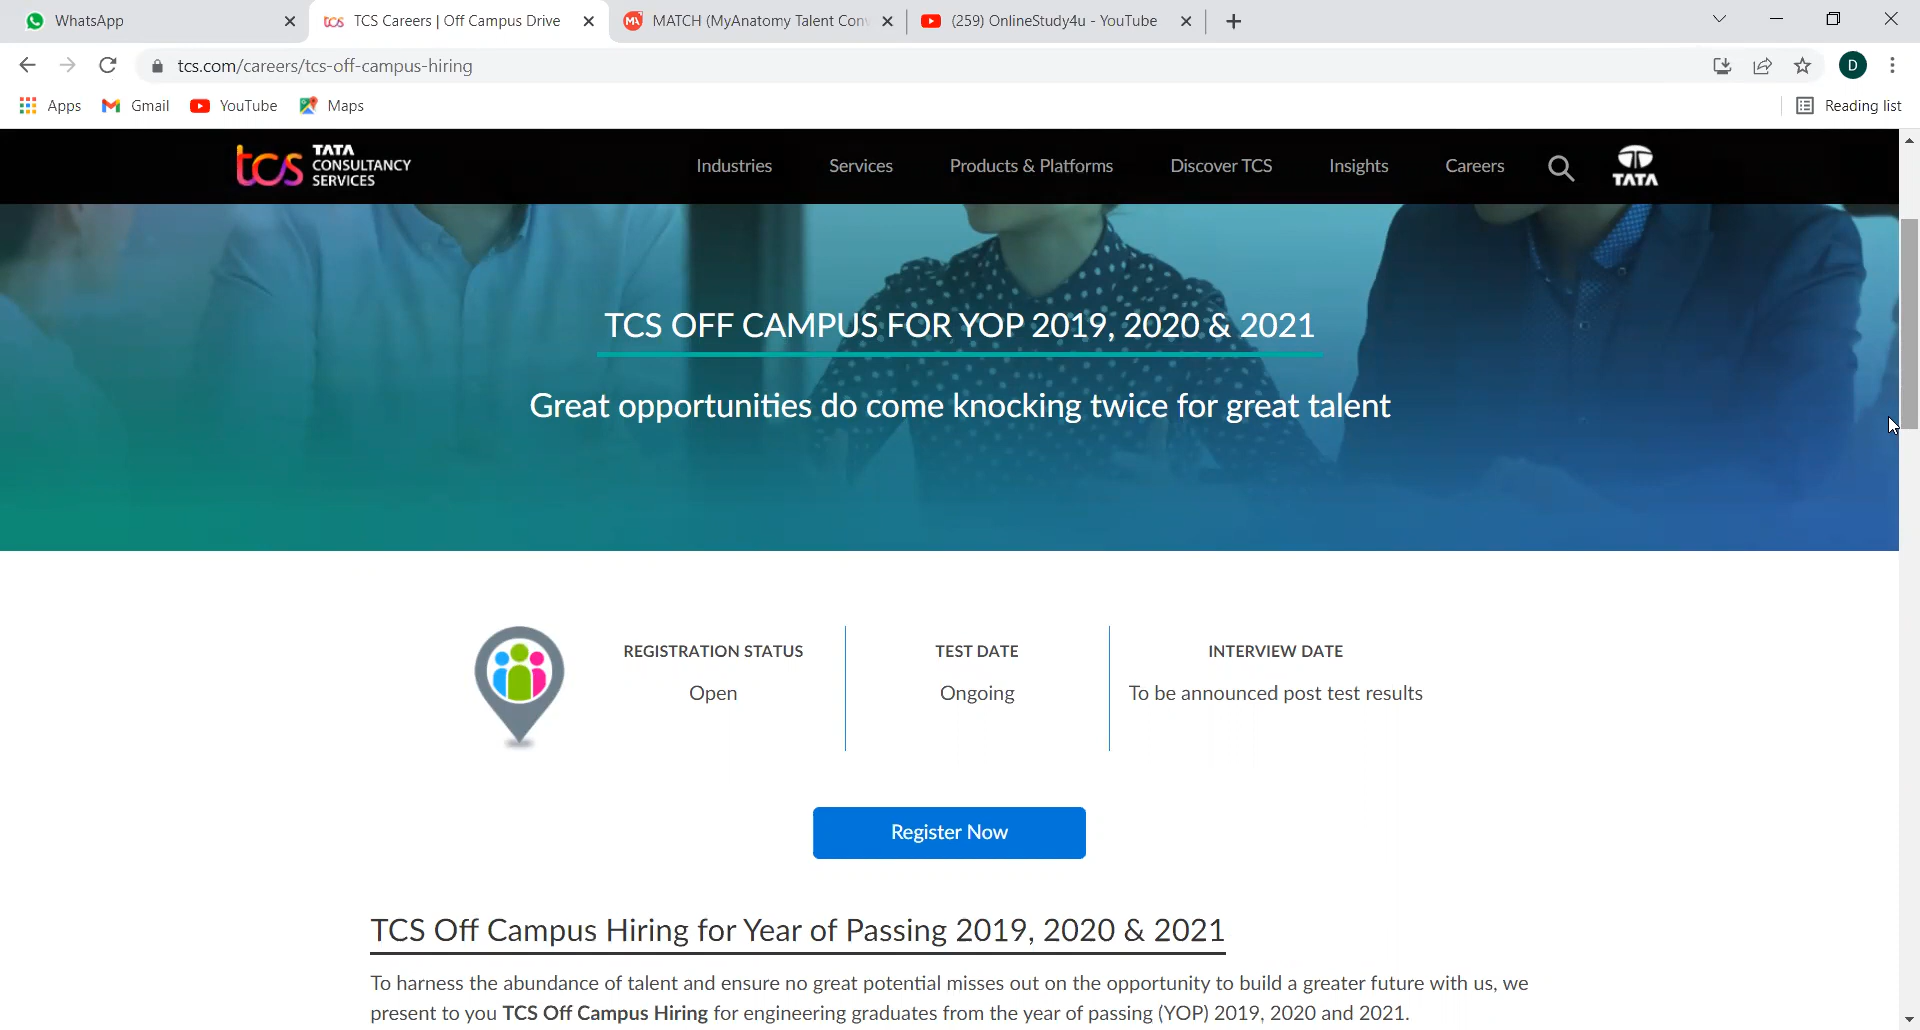 WhatsApp
TCS Careers | Off Campus Drive
MATCH (MyAnatomy Talent Con
(259) OnlineStudy4u - YouTube
tcs.com/careers/tcs-off-campus-hiring
D
Apps
Gmail
YouTube
Maps
Reading list
tcs TATA CONSULTANCY SERVICES
Industries
Services
Products & Platforms
Discover TCS
Insights
Careers
TATA
TCS OFF CAMPUS FOR YOP 2019, 2020 & 2021
Great opportunities do come knocking twice for great talent
REGISTRATION STATUS
Open
TEST DATE
Ongoing
INTERVIEW DATE
To be announced post test results
Register Now
TCS Off Campus Hiring for Year of Passing 2019, 2020 & 2021
To harness the abundance of talent and ensure no great potential misses out on the opportunity to build a greater future with us, we
present to you TCS Off Campus Hiring for engineering graduates from the year of passing (YOP) 2019, 2020 and 2021.